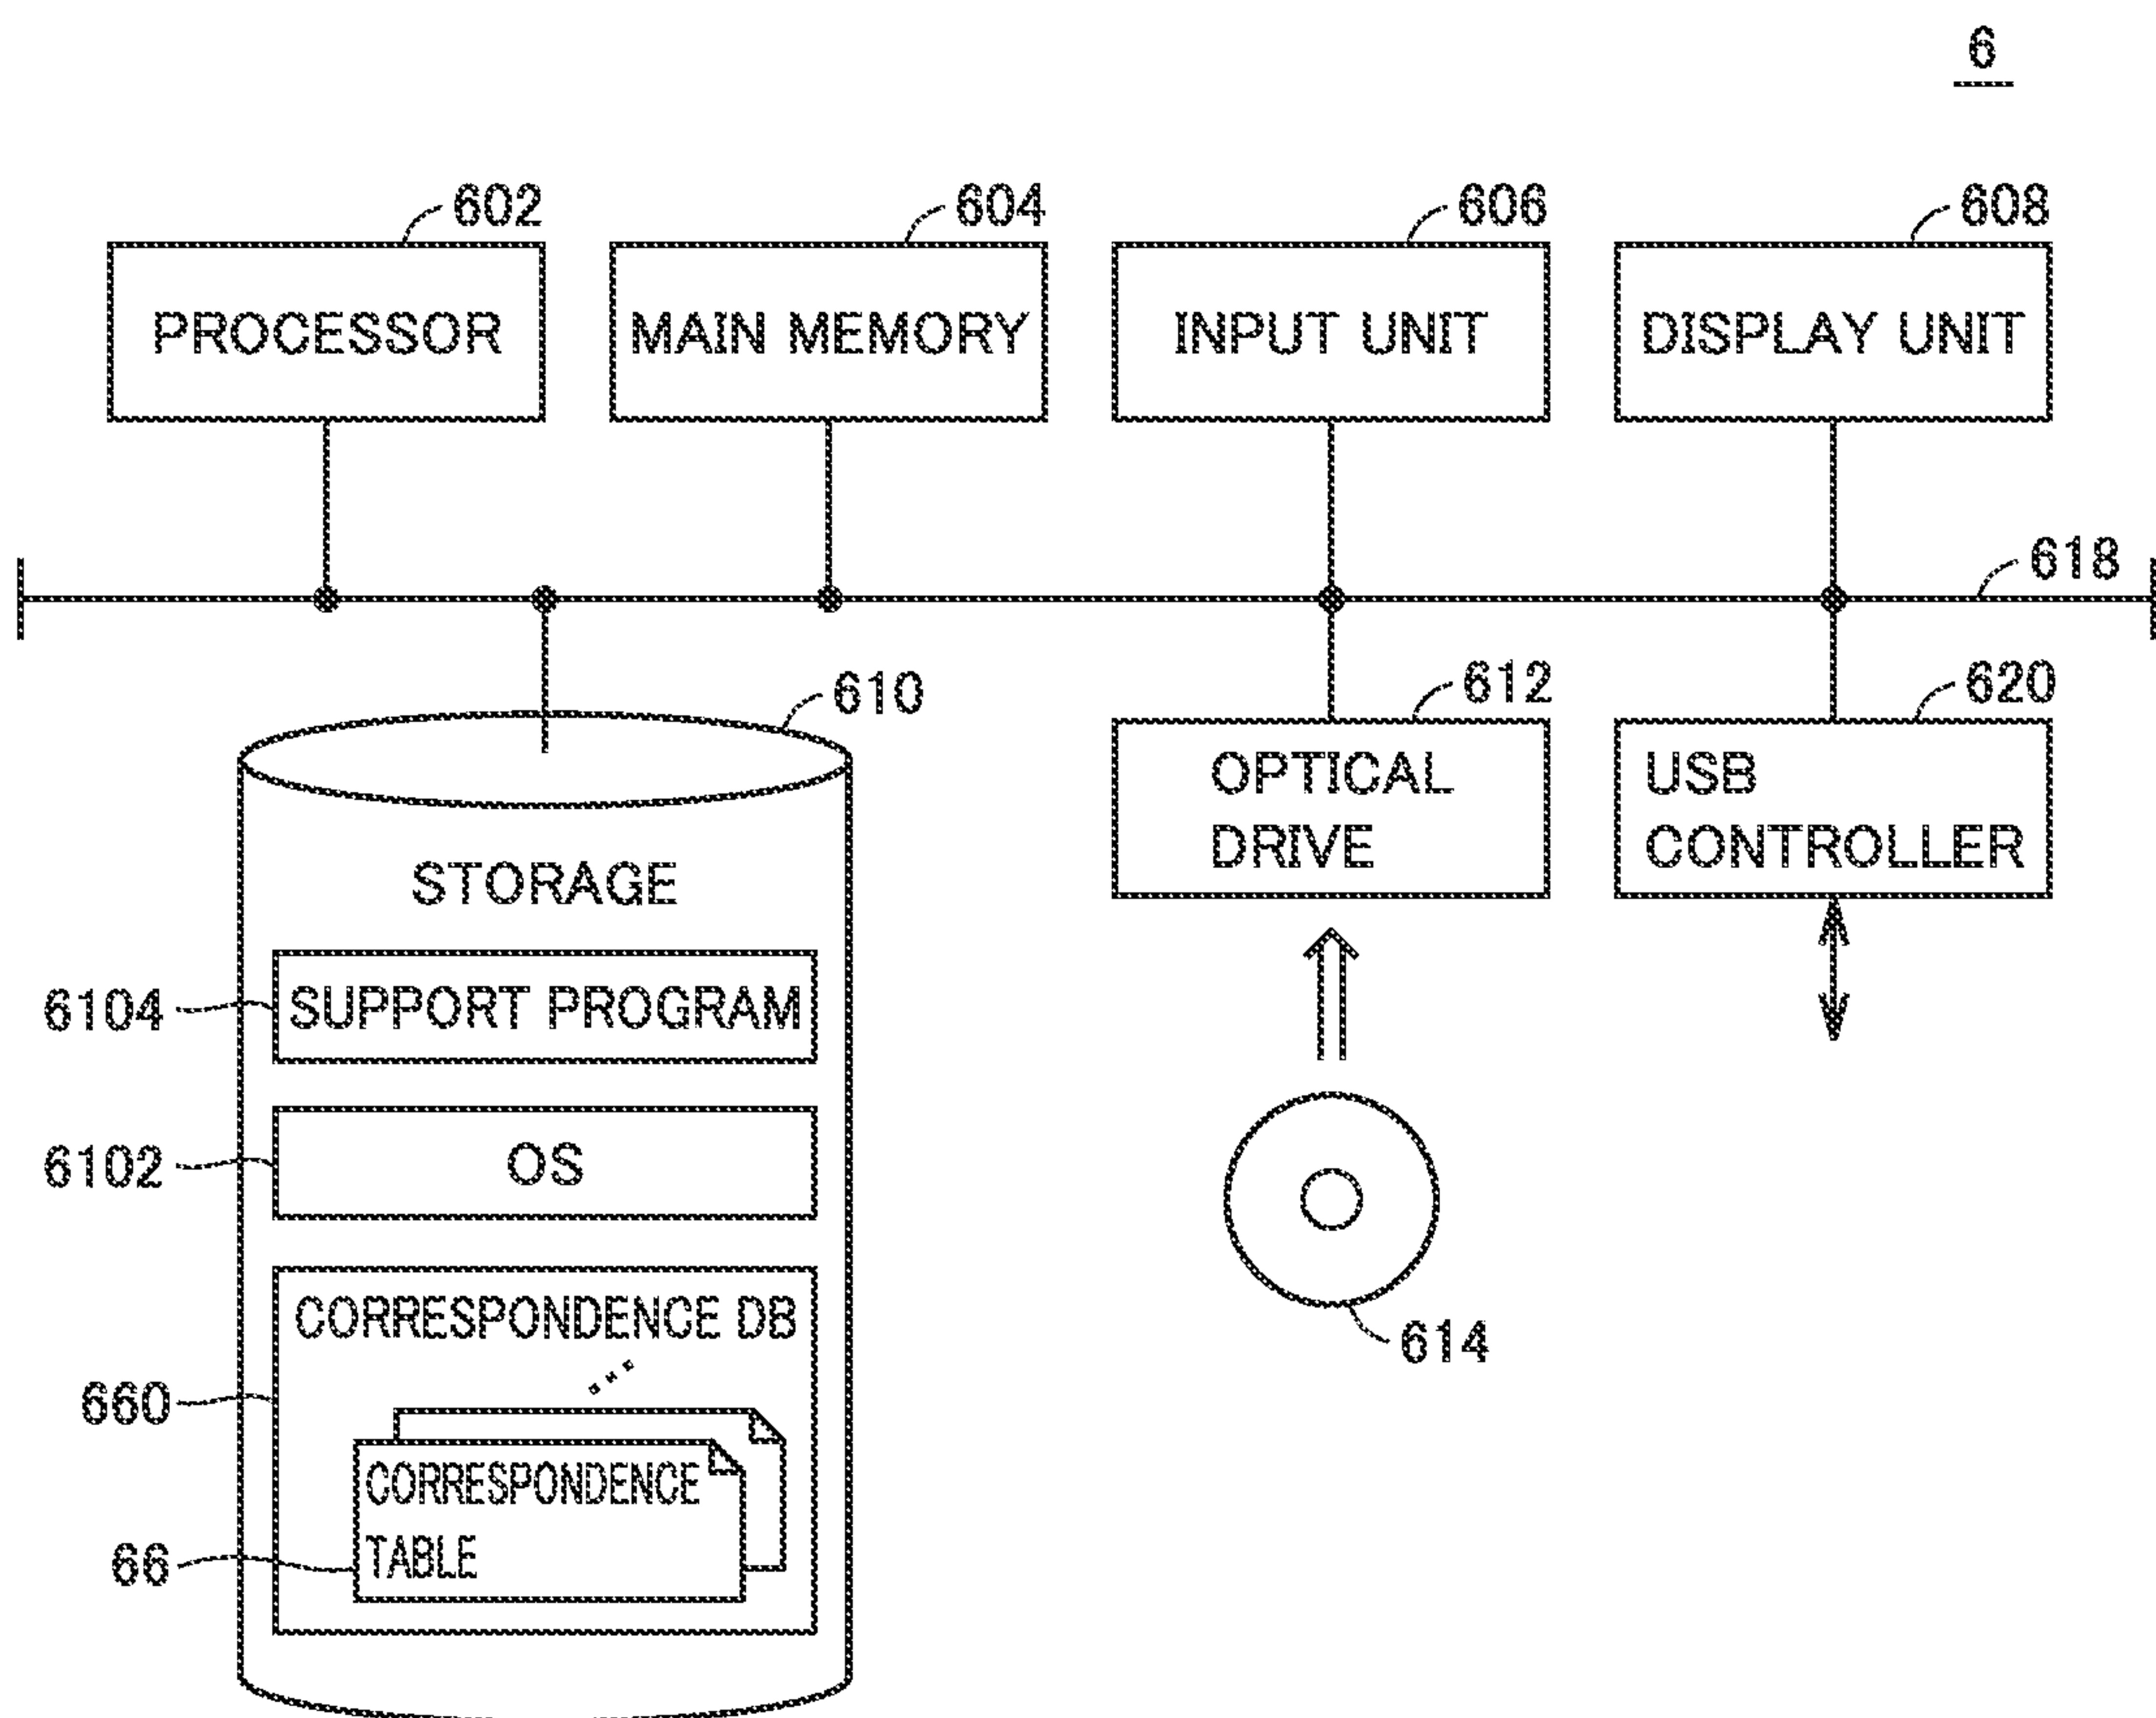 6
602
604
606
608
PROCESSOR
MAIN MEMORY
INPUT UNIT
DISPLAY UNIT
618
610
612
620
STORAGE
OPTICAL
DRIVE
USB
CONTROLLER
6104
SUPPORT PROGRAM
6102
OS
614
CORRESPONDENCE DB
...
660
CORRESPONDENCE
TABLE
66